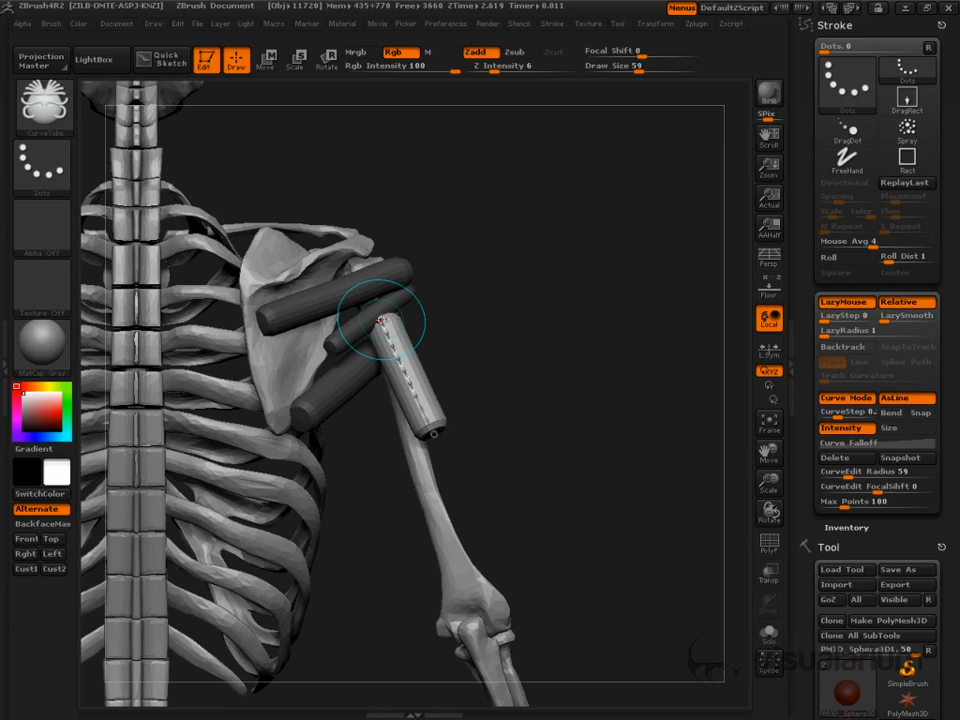 ZBrush4R2 [ZILB-OMTE-ASPJ-KNZI] ZBrush Document [Obj>11720] Mem>435+770 Free>3660 ZTime>2.619 Timer>0.011 Menus DefaultZScript
Alpha Brush Color Document Draw Edit File Layer Light Macro Marker Material Movie Picker Preferences Render Stencil Stroke Texture Tool Transform Zplugin Zscript
Projection Master
LightBox
Quick Sketch
Edit Draw Move Scale Rotate
Mrgb Rgb M
Rgb Intensity 100
Zadd Zsub Zcut
Z Intensity 6
Focal Shift 0
Draw Size 59
CurveTube
Dots
Alpha Off
Texture Off
MatCap Gray
Gradient
SwitchColor
Alternate
BackfaceMas
Front Top
Rght Left
Cust1 Cust2
BPR
SPix
Scroll
Zoom
Actual
AAHalf
Persp
Floor
Local
L.Sym
XYZ
Frame
Move
Scale
Rotate
PolyF
Transp
Solo
Xpose
Stroke
Dots. 0 R
Dots Dots
DragRect
DragDot Spray
FreeHand Rect
Directional ReplayLast
Spacing Placement
Scale Color Flow
M Repeat S Repeat
Mouse Avg 4
Roll Roll Dist 1
Square Center
LazyMouse Relative
LazyStep 0 LazySmooth
LazyRadius 1
Backtrack SnapToTrack
Plane Line Spline Path
Track Curvature
Curve Mode AsLine
CurveStep 0. Bend Snap
Intensity Size
Curve Falloff
Delete Snapshot
CurveEdit Radius 59
CurveEdit FocalSihft 0
Max Points 100
Inventory
Tool
Load Tool Save As
Import Export
GoZ All Visible R
Clone Make PolyMesh3D
Clone All SubTools
PM3D_Sphere3D1. 50 R
2
SimpleBrush
PM3D_Sphere3D
PolyMesh3D